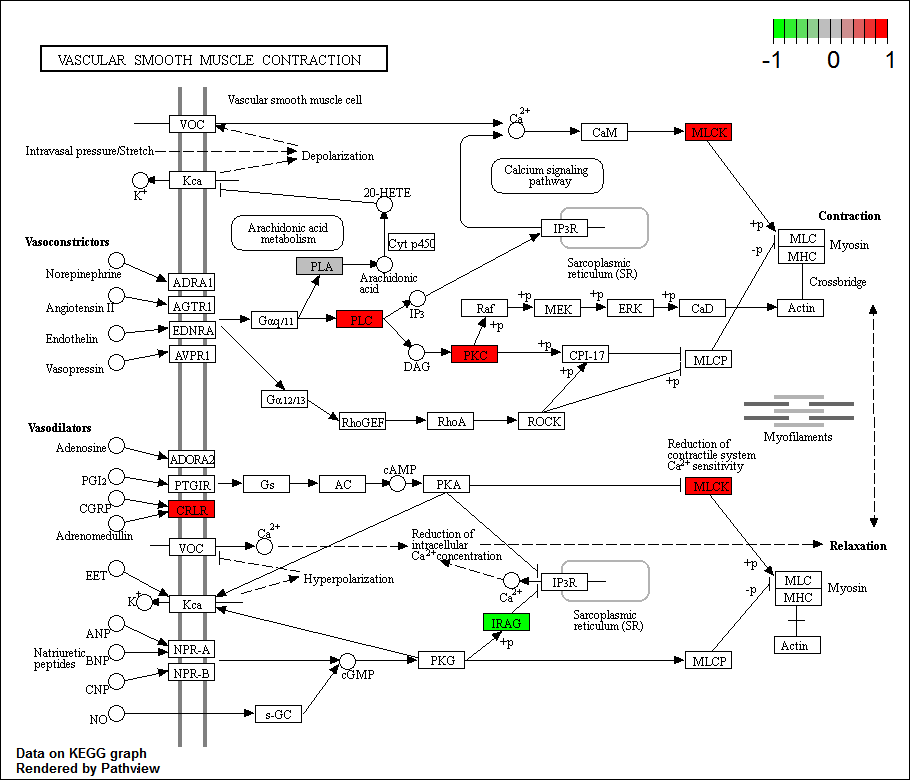 -1 0 1
VASCULAR SMOOTH MUSCLE CONTRACTION
Vascular smooth muscle cell
VOC
Ca2+
CaM
MLCK
Intravasal pressure/Stretch
Depolarization
Kca
K+
20-HETE
Calcium signaling
pathway
Arachidonic acid
metabolism
Cyt p450
IP3R
+p
-p
Contraction
MLC
MHC
Myosin
Vasoconstrictors
PLA
Arachidonic
acid
Sarcoplasmic
reticulum (SR)
Crossbridge
Norepinephrine
ADRA1
Angiotensin II
AGTR1
IP3
Raf
+p
MEK
+p
ERK
+p
CaD
Actin
Gαq/11
PLC
+p
Endothelin
EDNRA
Vasopressin
AVPR1
DAG
PKC
+p
CPI-17
MLCP
+p
+p
Gα12/13
RhoGEF
RhoA
ROCK
Myofilaments
Vasodilators
Adenosine
ADORA2
Reduction of
contractile system
Ca2+ sensitivity
PGI2
PTGIR
Gs
AC
cAMP
PKA
MLCK
CGRP
CRLR
Adrenomedullin
VOC
Ca2+
Reduction of
intracellular
Ca2+ concentration
Relaxation
EET
Hyperpolarization
Ca2+
IP3R
+p
-p
MLC
MHC
Myosin
K+
Kca
Sarcoplasmic
reticulum (SR)
IRAG
+p
ANP
Natriuretic
peptides
BNP
NPR-A
CNP
NPR-B
cGMP
PKG
MLCP
Actin
NO
s-GC
Data on KEGG graph
Rendered by Pathview